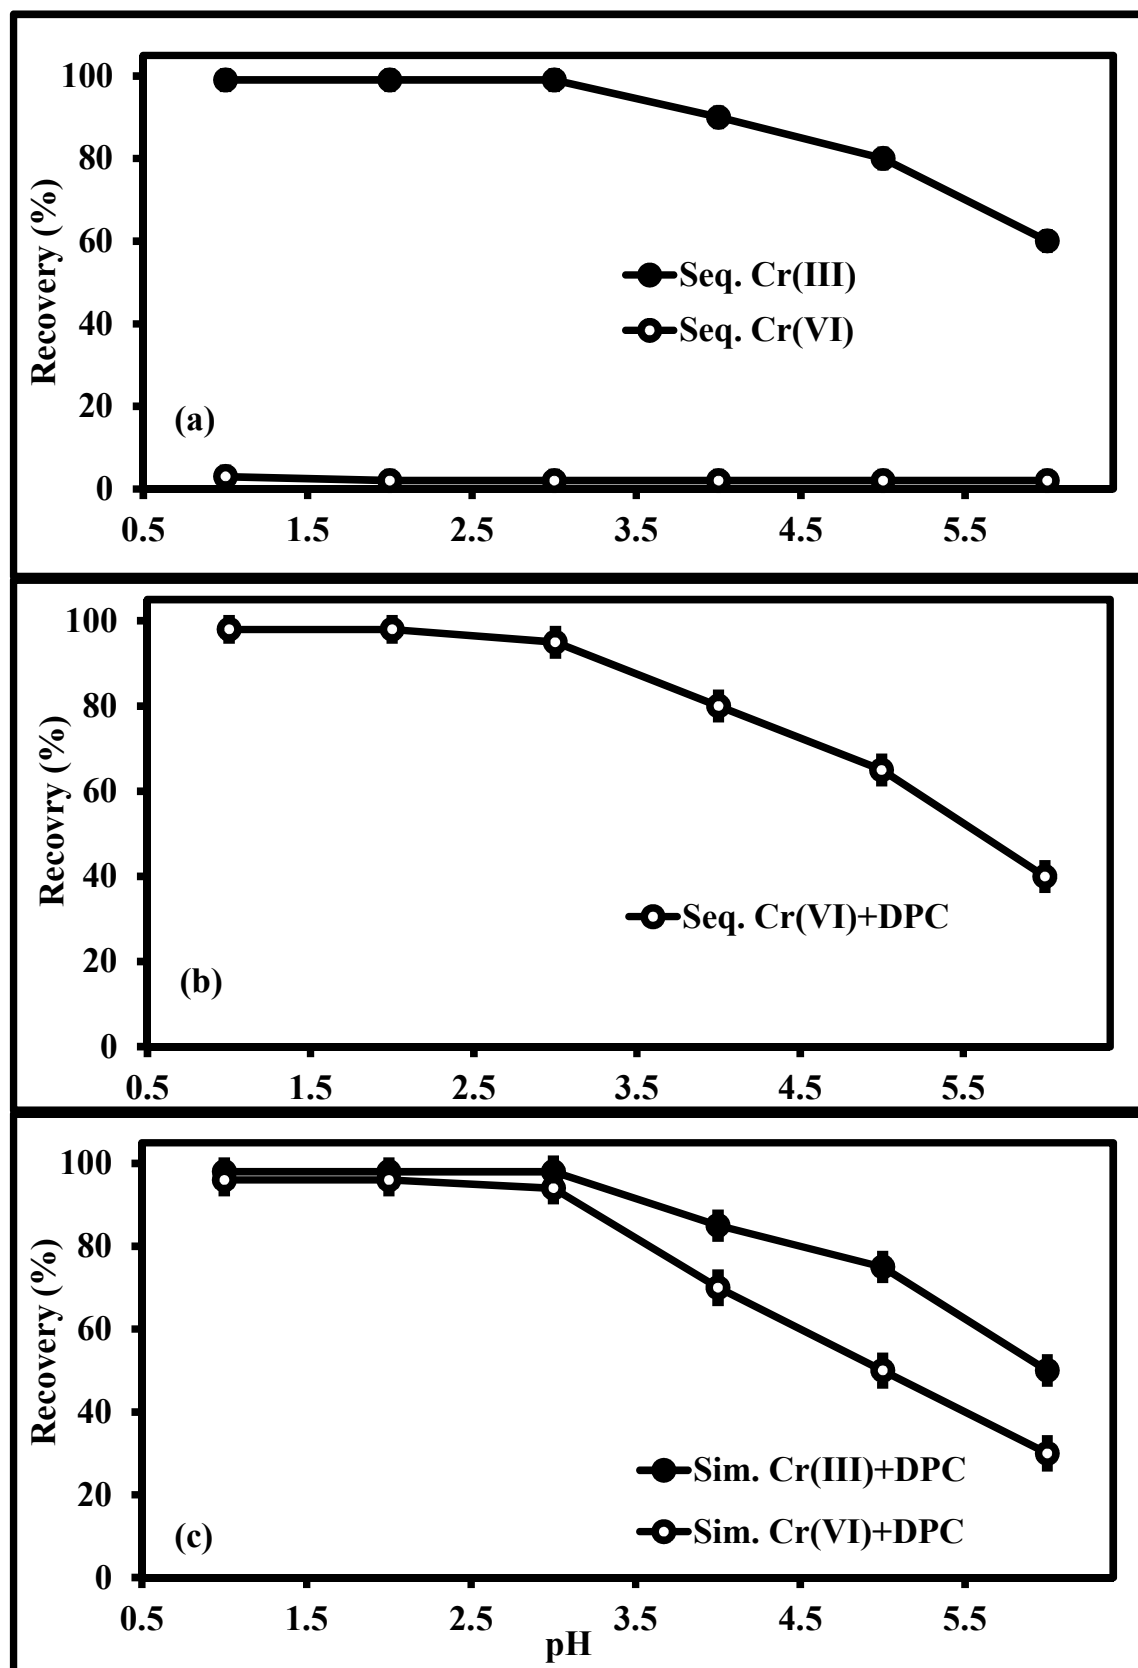 100
80
60
40
20
0
Recovery (%)
Seq. Cr(III)
Seq. Cr(VI)
(a)
0.5 1.5 2.5 3.5 4.5 5.5
100
80
60
40
20
0
Recovry (%)
Seq. Cr(VI)+DPC
(b)
0.5 1.5 2.5 3.5 4.5 5.5
100
80
60
40
20
0
Recovery (%)
Sim. Cr(III)+DPC
Sim. Cr(VI)+DPC
(c)
0.5 1.5 2.5 3.5 4.5 5.5
pH